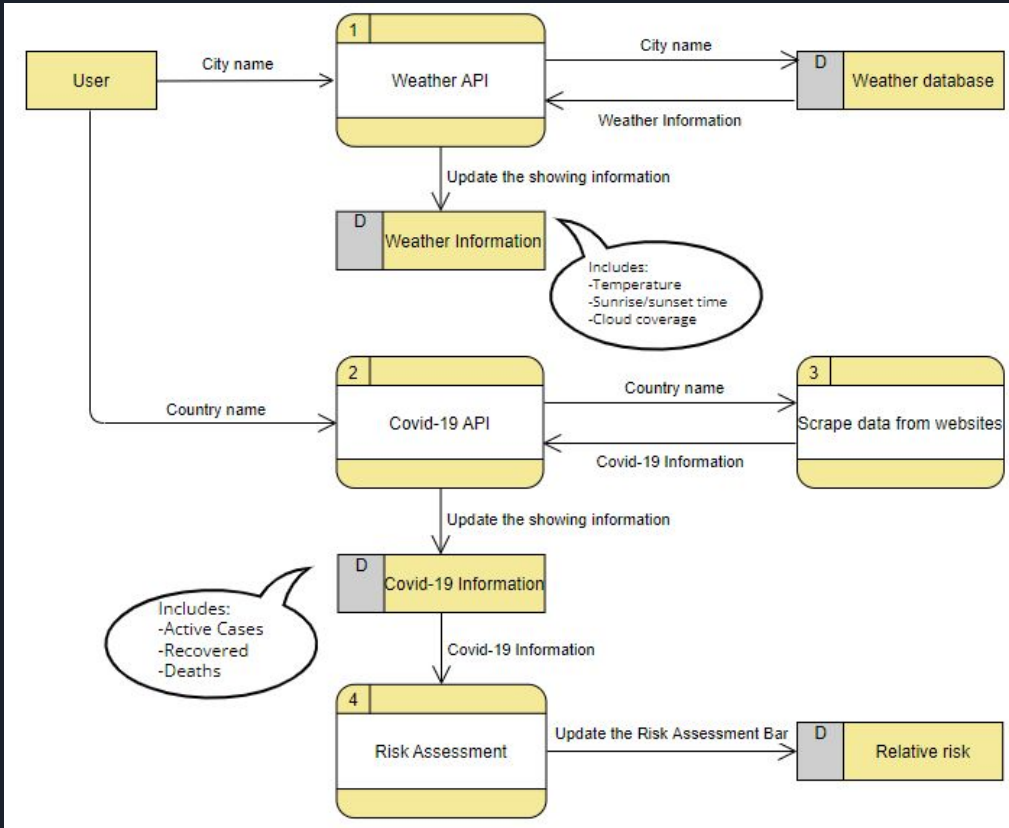 1
City name
City name
User
Weather API
D
Weather database
Weather Information
Update the showing information
D
Weather Information
Includes:
-Temperature
-Sunrise/sunset time
-Cloud coverage
2
3
Country name
Country name
Covid-19 API
Scrape data from websites
Covid-19 Information
Update the showing information
D
Covid-19 Information
Includes:
-Active Cases
-Recovered
-Deaths
Covid-19 Information
4
Update the Risk Assessment Bar
D
Risk Assessment
Relative risk